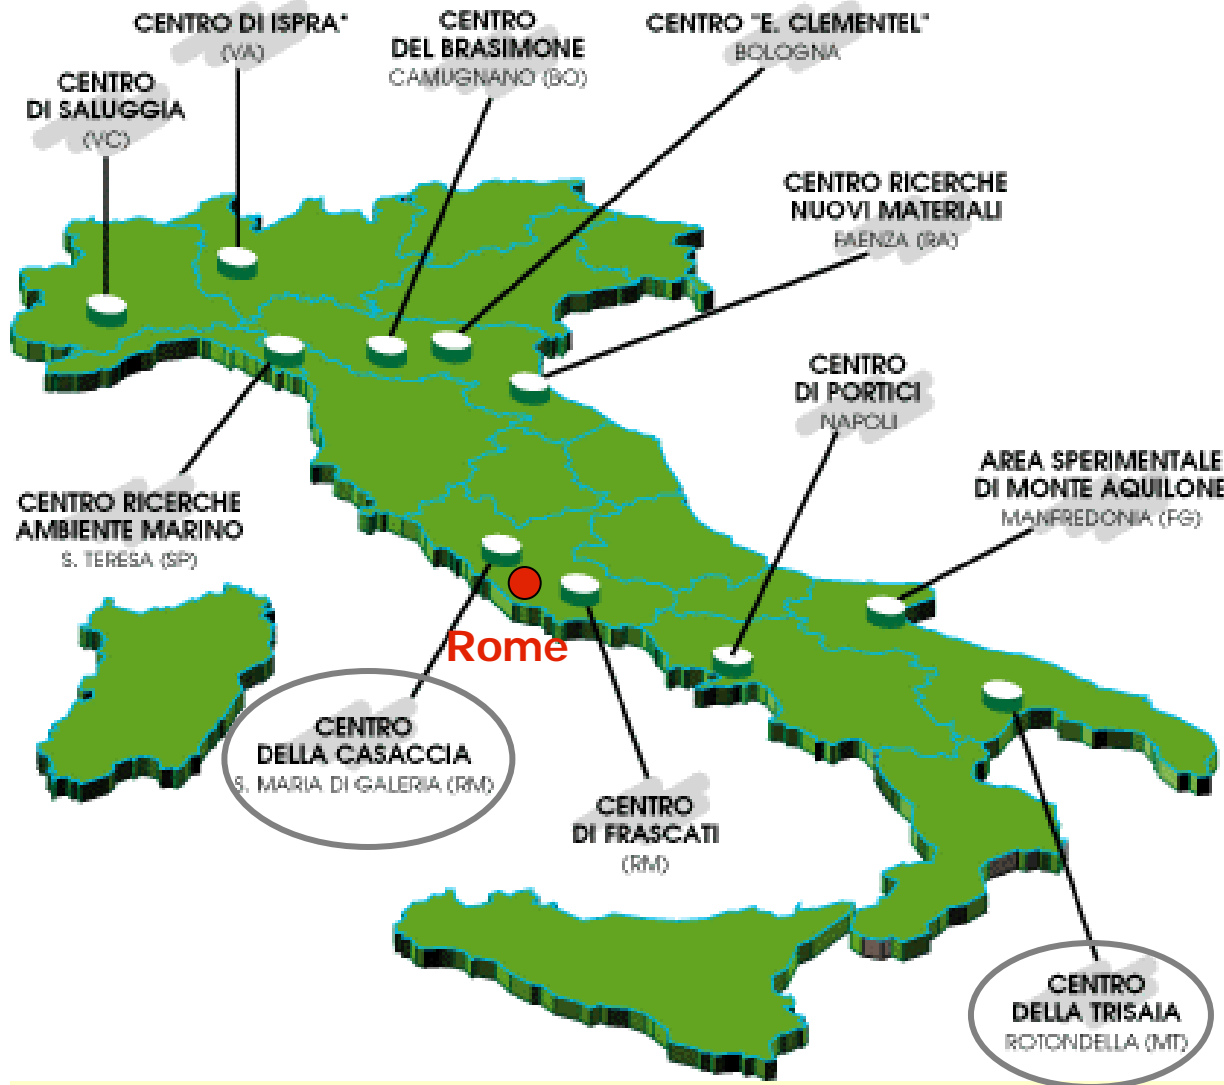 CENTRO DI ISPRA*
(VA)
CENTRO
DEL BRASIMONE
CAMUGNANO (BO)
CENTRO "E. CLEMENTEL"
BOLOGNA
CENTRO
DI SALUGGIA
(VC)
CENTRO RICERCHE
NUOVI MATERIALI
FAENZA (RA)
CENTRO
DI PORTICI
NAPOLI
AREA SPERIMENTALE
DI MONTE AQUILONE
MANFREDONIA (FG)
CENTRO RICERCHE
AMBIENTE MARINO
S. TERESA (SP)
Rome
CENTRO
DELLA CASACCIA
S. MARIA DI GALERIA (RM)
CENTRO
DI FRASCATI
(RM)
CENTRO
DELLA TRISAIA
ROTONDELLA (MT)